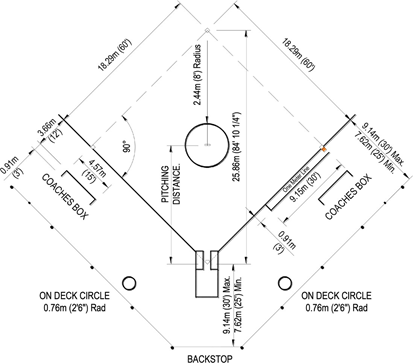 18.29m (60')
18.29m (60')
2.44m (8') Radius
25.86m (84' 10 1/4")
3.66m
(12')
0.91m
(3')
4.57m
(15')
90°
COACHES BOX
PITCHING
DISTANCE.
One Meter Line
9.15m (30')
9.14m (30') Max.
7.62m (25') Min.
COACHES BOX
0.91m
(3')
ON DECK CIRCLE
0.76m (2'6") Rad
9.14m (30') Max.
7.62m (25') Min.
ON DECK CIRCLE
0.76m (2'6") Rad
BACKSTOP